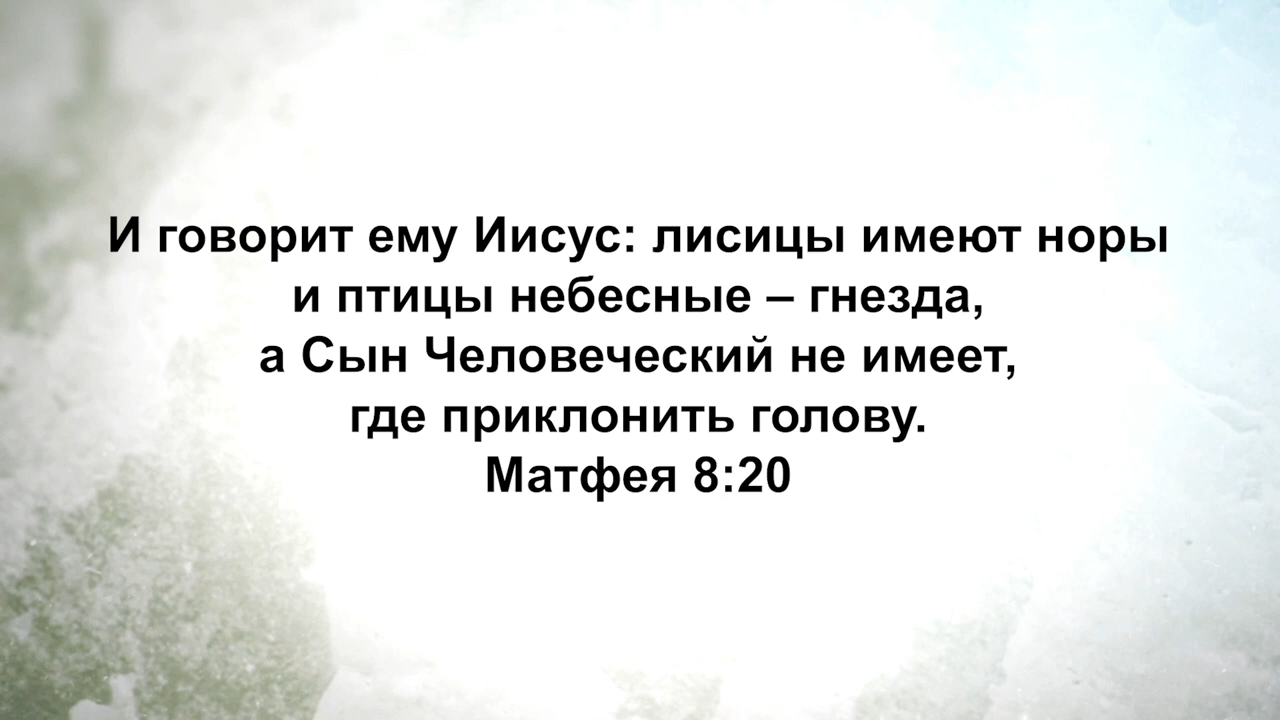 И говорит ему Иисус: лисицы имеют норы
и птицы небесные – гнезда,
а Сын Человеческий не имеет,
где приклонить голову.
Матфея 8:20